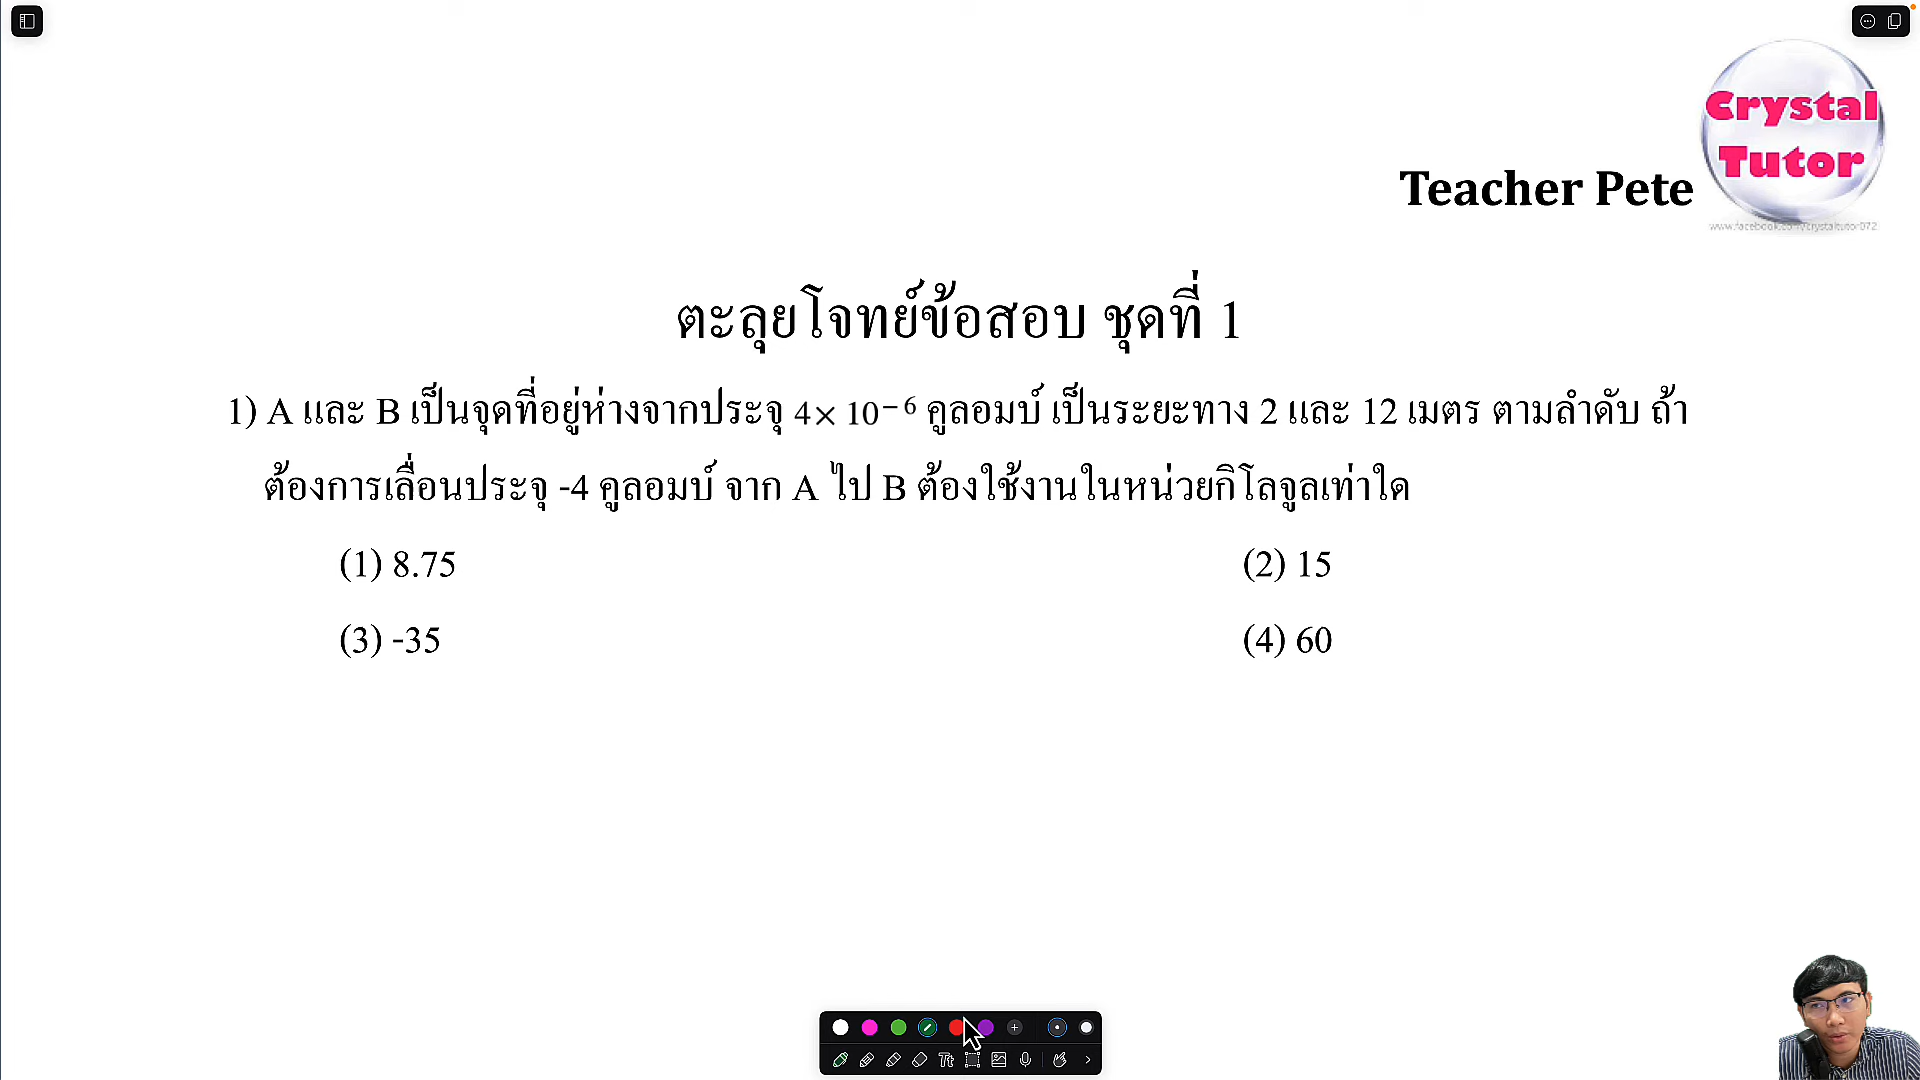 Crystal
Tutor
Teacher Pete
www.facebook.com/crystaltutor072
ตะลุยโจทย์ข้อสอบ ชุดที่ 1
1) A และ B เป็นจุดที่อยู่ห่างจากประจุ 4× 10⁻⁶ คูลอมบ์ เป็นระยะทาง 2 และ 12 เมตร ตามลำดับ ถ้า
ต้องการเลื่อนประจุ -4 คูลอมบ์ จาก A ไป B ต้องใช้งานในหน่วยกิโลจูลเท่าใด
(1) 8.75 (2) 15
(3) -35 (4) 60
Tt